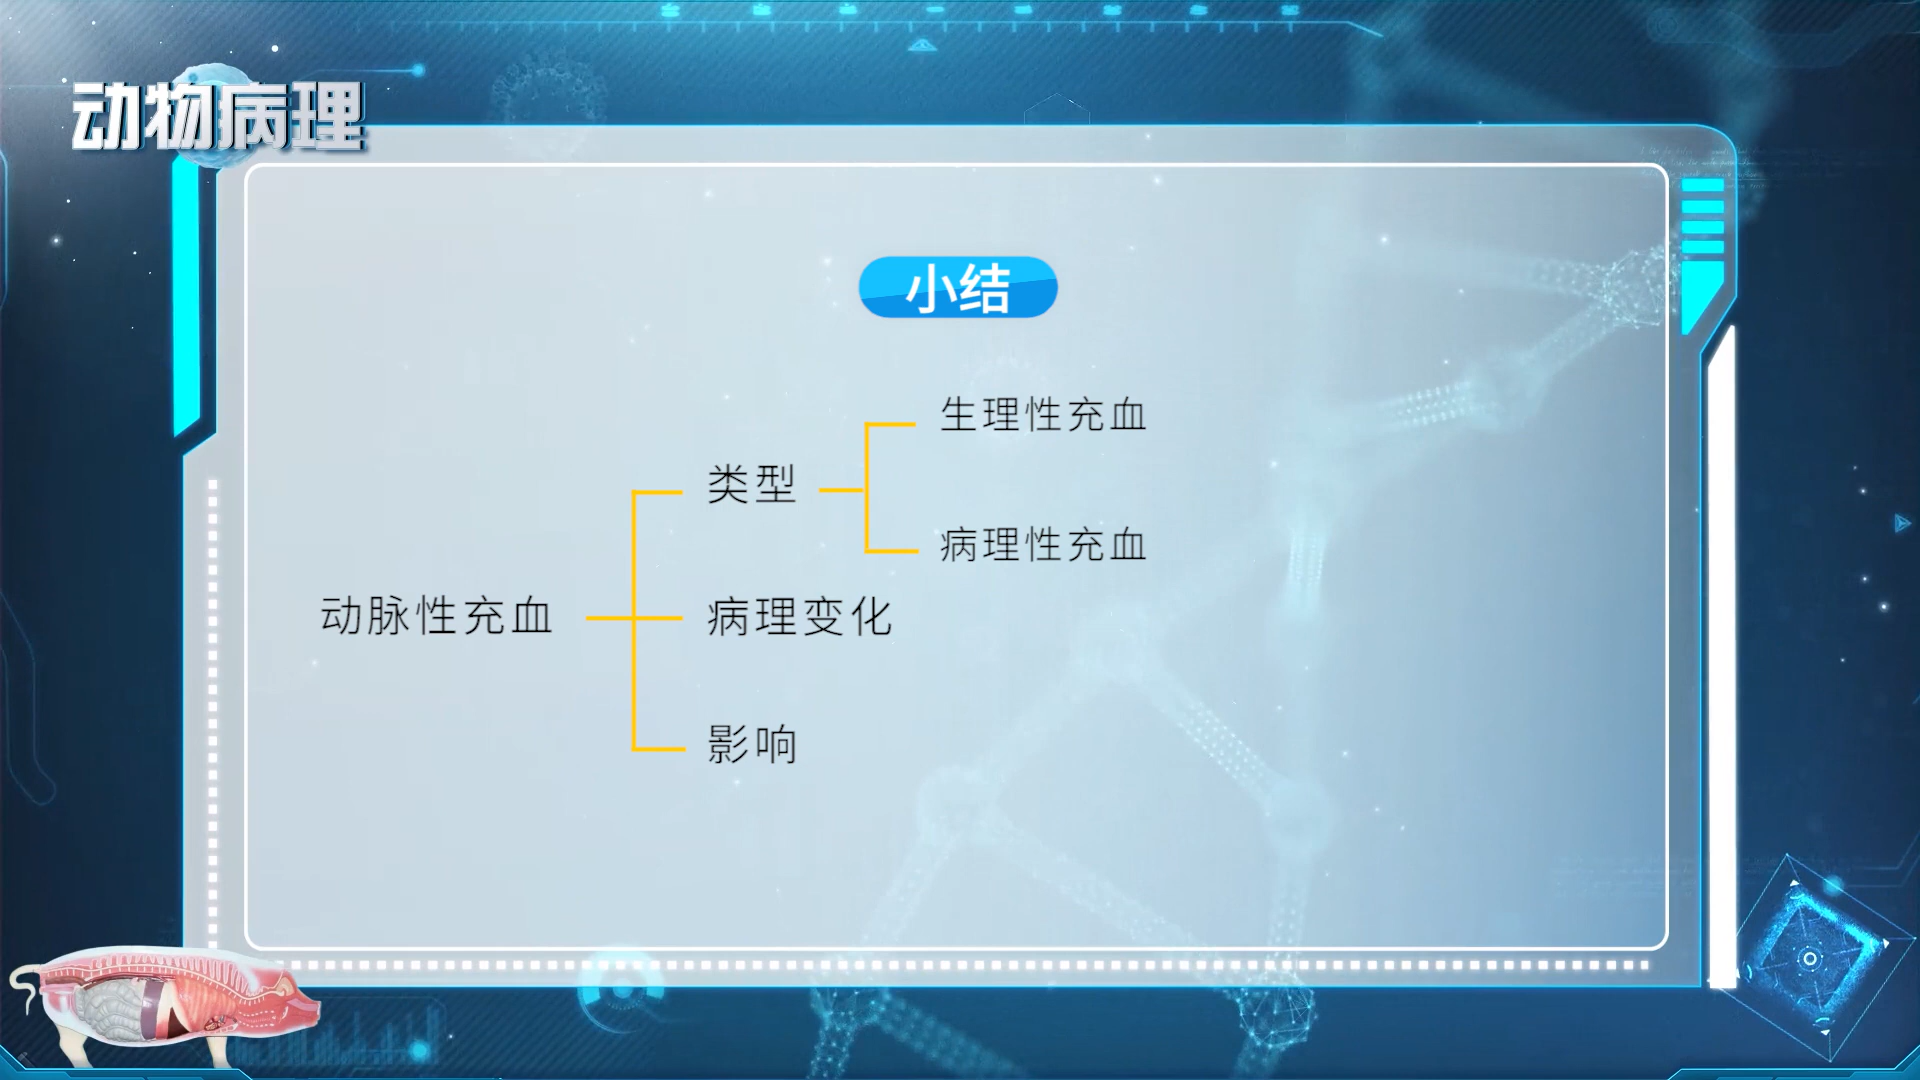 动物病理
小结
生理性充血
类型
病理性充血
动脉性充血
病理变化
影响